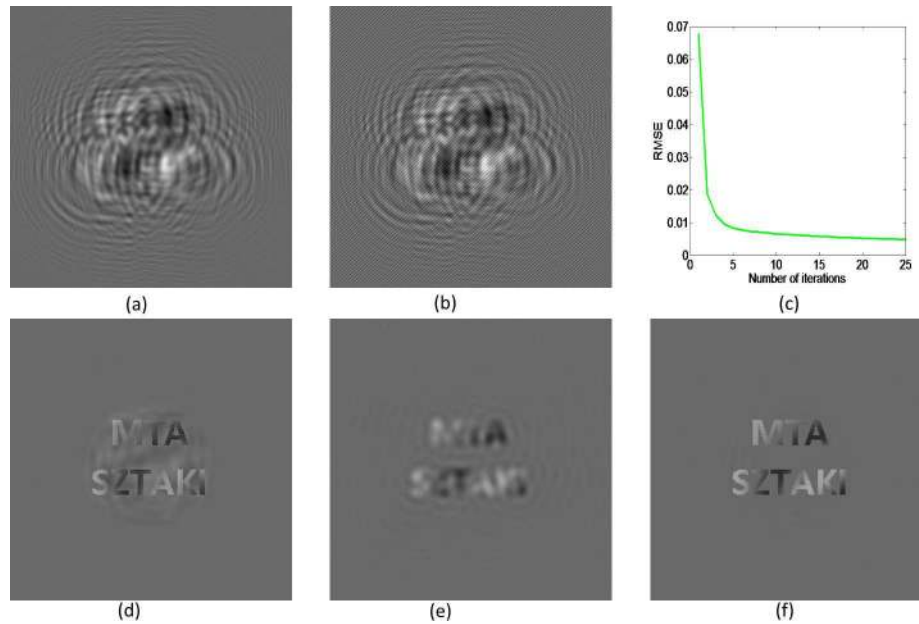 0.07
0.06
0.05
0.04
0.03
0.02
0.01
0
RMSE
0 5 10 15 20 25
Number of iterations
(a) (b) (c)
MTA
SZTAKI
MTA
SZTAKI
MTA
SZTAKI
(d) (e) (f)